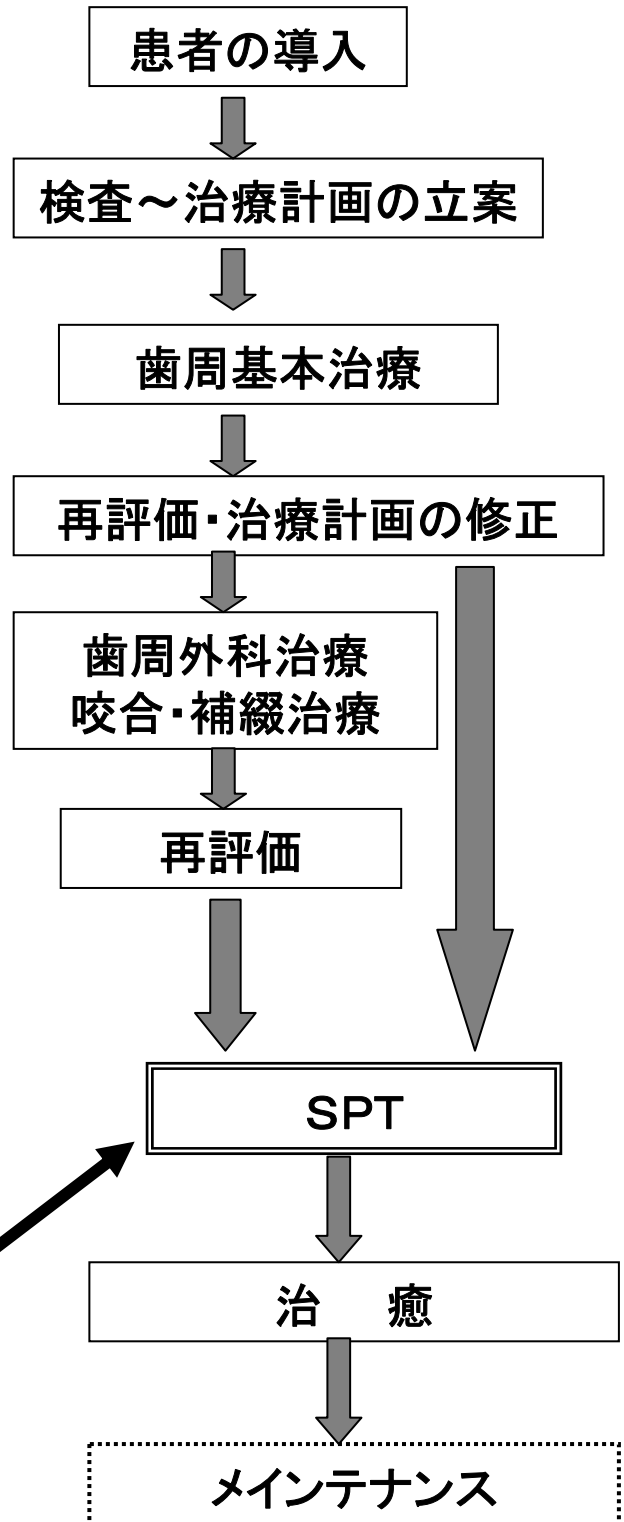 患者の導入
検査～治療計画の立案
歯周基本治療
再評価・治療計画の修正
歯周外科治療
咬合・補綴治療
再評価
SPT
治　癒
メインテナンス